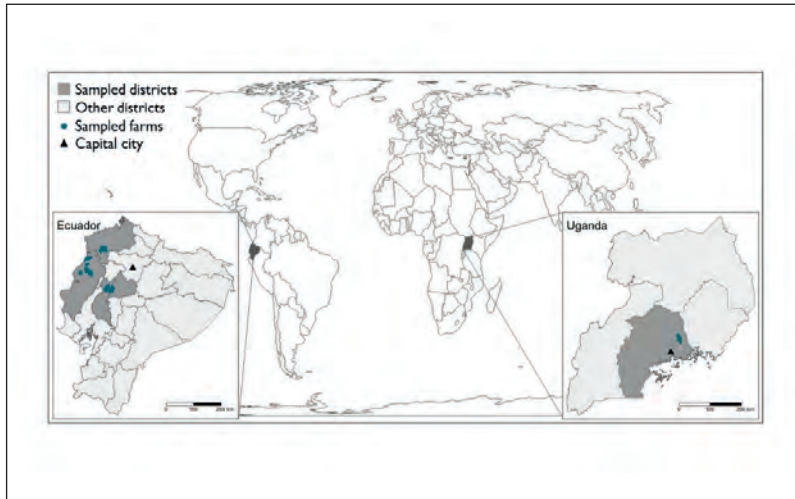 Sampled districts
Other districts
Sampled farms
Capital city
Ecuador
Uganda
0 100 200 km
0 100 200 km